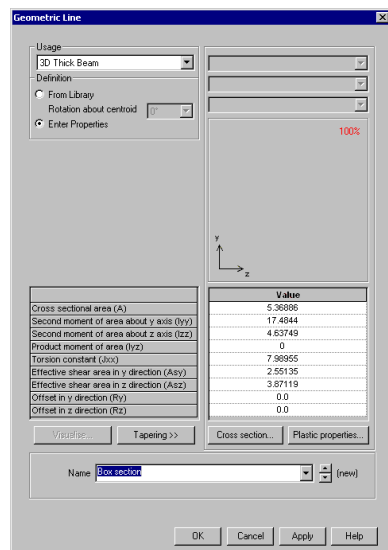 Geometric Line
Usage
3D Thick Beam
Definition
From Library
Rotation about centroid 0°
Enter Properties
100%
y
z
Value
Cross sectional area (A) 5.36886
Second moment of area about y axis (Iyy) 17.4844
Second moment of area about z axis (Izz) 4.63749
Product moment of area (Iyz) 0
Torsion constant (Jxx) 7.98955
Effective shear area in y direction (Asy) 2.55135
Effective shear area in z direction (Asz) 3.87119
Offset in y direction (Ry) 0.0
Offset in z direction (Rz) 0.0
Visualise... Tapering >> Cross section... Plastic properties...
Name Box section (new)
OK Cancel Apply Help